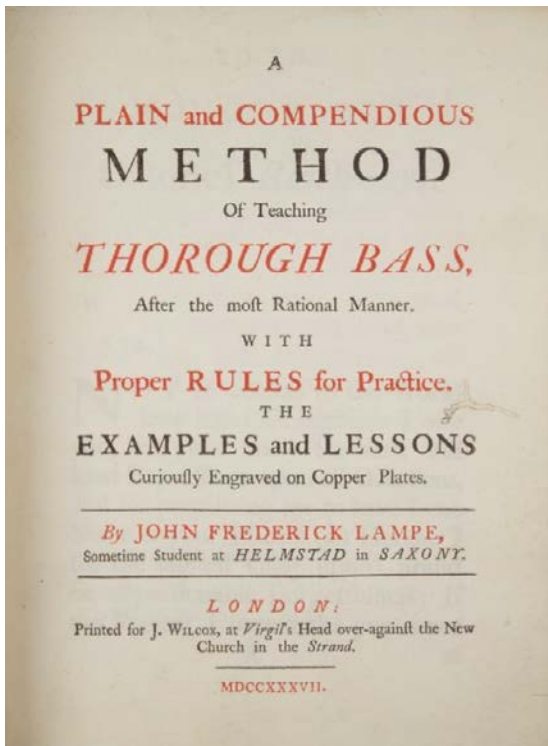 A
PLAIN and COMPENDIOUS
METHOD
Of Teaching
THOROUGH BASS,
After the moſt Rational Manner.
WITH
Proper RULES for Practice.
THE
EXAMPLES and LESSONS
Curiouſly Engraved on Copper Plates.
By JOHN FREDERICK LAMPE,
Sometime Student at HELMSTAD in SAXONY.
LONDON:
Printed for J. WILCOX, at Virgil's Head over-againſt the New
Church in the Strand.
MDCCXXXVII.